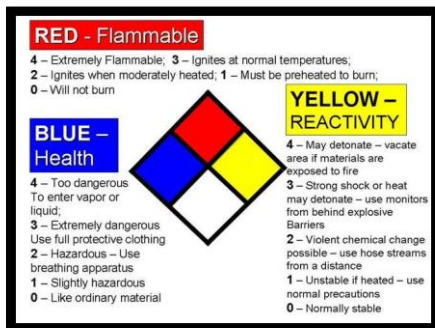 RED - Flammable
4 – Extremely Flammable; 3 – Ignites at normal temperatures;
2 – Ignites when moderately heated; 1 – Must be preheated to burn;
0 – Will not burn
BLUE –
Health
4 – Too dangerous
To enter vapor or
liquid;
3 – Extremely dangerous
Use full protective clothing
2 – Hazardous – Use
breathing apparatus
1 – Slightly hazardous
0 – Like ordinary material
YELLOW –
REACTIVITY
4 – May detonate – vacate
area if materials are
exposed to fire
3 – Strong shock or heat
may detonate – use monitors
from behind explosive
Barriers
2 – Violent chemical change
possible – use hose streams
from a distance
1 – Unstable if heated – use
normal precautions
0 – Normally stable